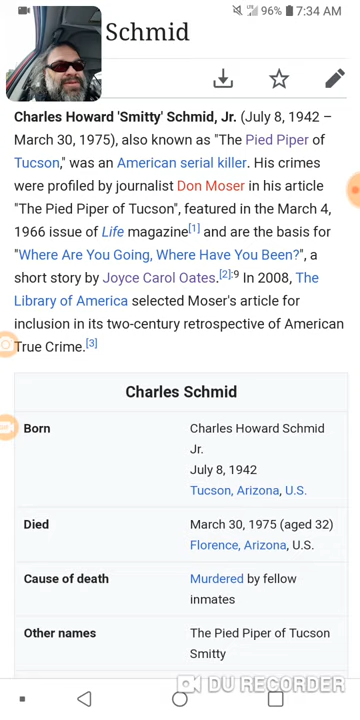 96% 7:34 AM
Schmid
Charles Howard 'Smitty' Schmid, Jr. (July 8, 1942 –
March 30, 1975), also known as "The Pied Piper of
Tucson," was an American serial killer. His crimes
were profiled by journalist Don Moser in his article
"The Pied Piper of Tucson", featured in the March 4,
1966 issue of Life magazine[1] and are the basis for
"Where Are You Going, Where Have You Been?", a
short story by Joyce Carol Oates.[2]:9 In 2008, The
Library of America selected Moser's article for
inclusion in its two-century retrospective of American
True Crime.[3]
Charles Schmid
Born Charles Howard Schmid
Jr.
July 8, 1942
Tucson, Arizona, U.S.
Died March 30, 1975 (aged 32)
Florence, Arizona, U.S.
Cause of death Murdered by fellow
inmates
Other names The Pied Piper of Tucson
Smitty
DU RECORDER